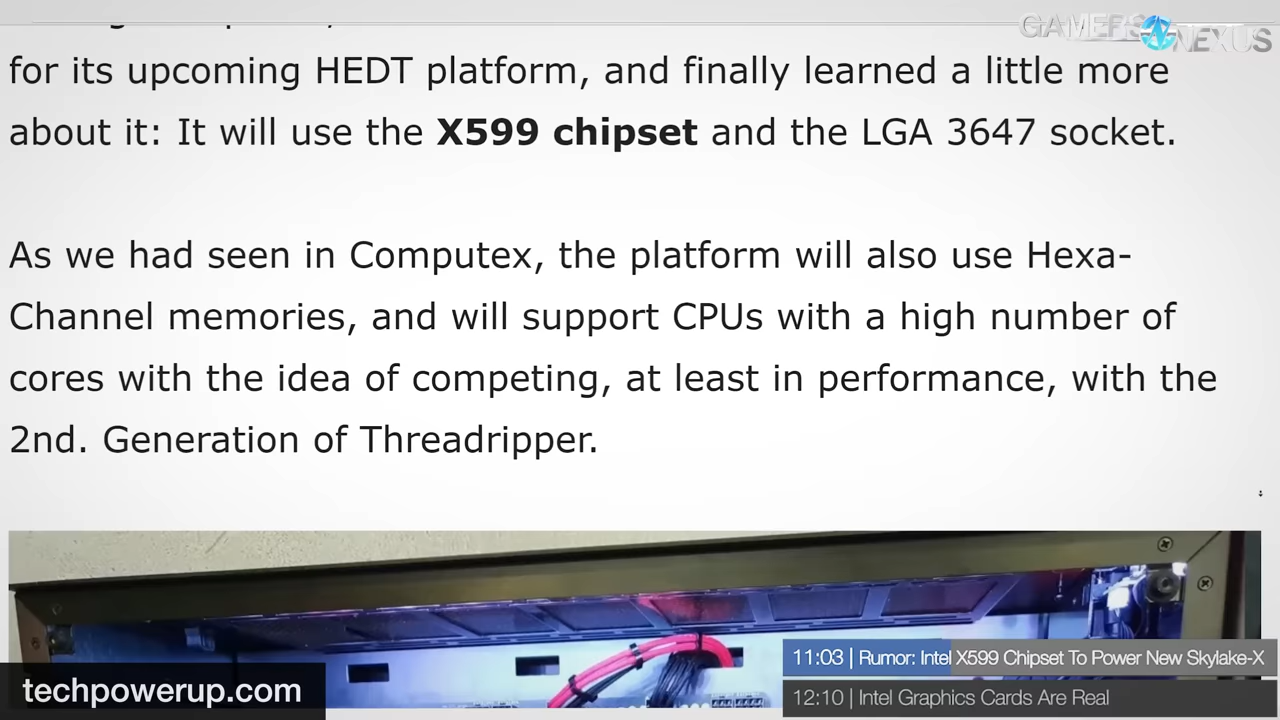 GAMERS NEXUS
for its upcoming HEDT platform, and finally learned a little more
about it: It will use the X599 chipset and the LGA 3647 socket.
As we had seen in Computex, the platform will also use Hexa-
Channel memories, and will support CPUs with a high number of
cores with the idea of competing, at least in performance, with the
2nd. Generation of Threadripper.
11:03 | Rumor: Intel X599 Chipset To Power New Skylake-X
12:10 | Intel Graphics Cards Are Real
techpowerup.com